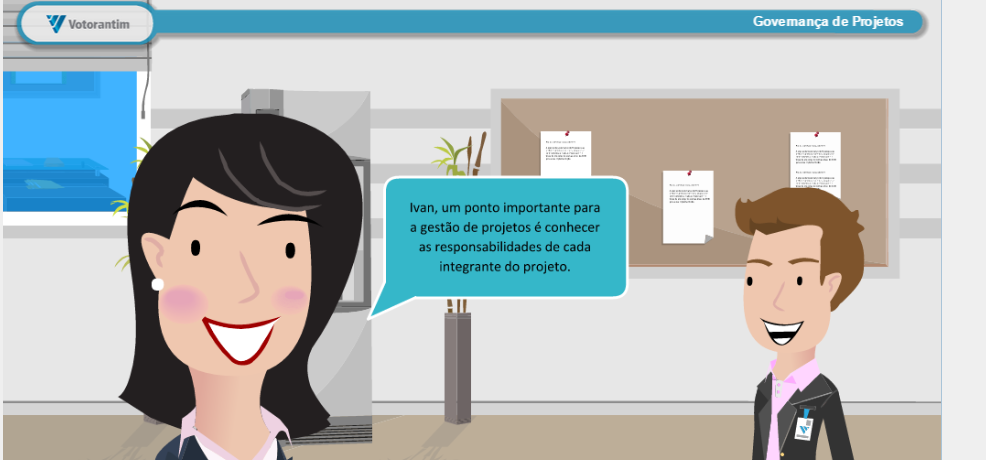 Votorantim
Governança de Projetos
Ivan, um ponto importante para
a gestão de projetos é conhecer
as responsabilidades de cada
integrante do projeto.